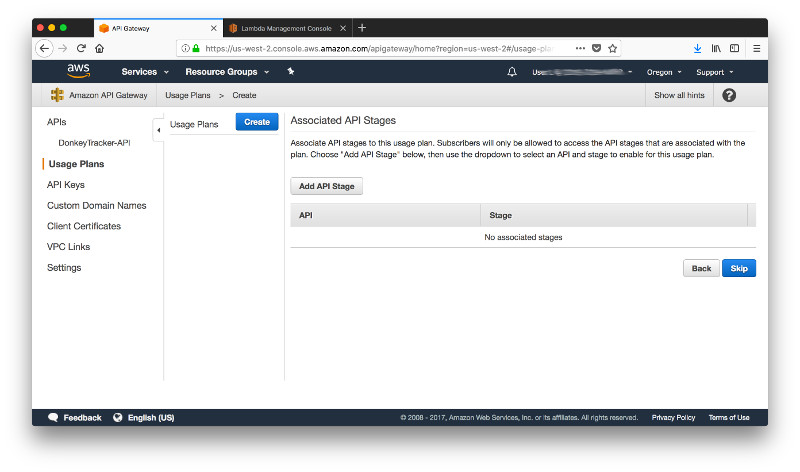 API Gateway
Lambda Management Console
https://us-west-2.console.aws.amazon.com/apigateway/home?region=us-west-2#/usage-pla
aws
Services
Resource Groups
User:
Oregon
Support
Amazon API Gateway
Usage Plans > Create
Show all hints
?
APIs
DonkeyTracker-API
Usage Plans
API Keys
Custom Domain Names
Client Certificates
VPC Links
Settings
Usage Plans
Create
Associated API Stages
Associate API stages to this usage plan. Subscribers will only be allowed to access the API stages that are associated with the
plan. Choose "Add API Stage" below, then use the dropdown to select an API and stage to enable for this usage plan.
Add API Stage
API
Stage
No associated stages
Back
Skip
Feedback
English (US)
© 2008 - 2017, Amazon Web Services, Inc. or its affiliates. All rights reserved.
Privacy Policy
Terms of Use